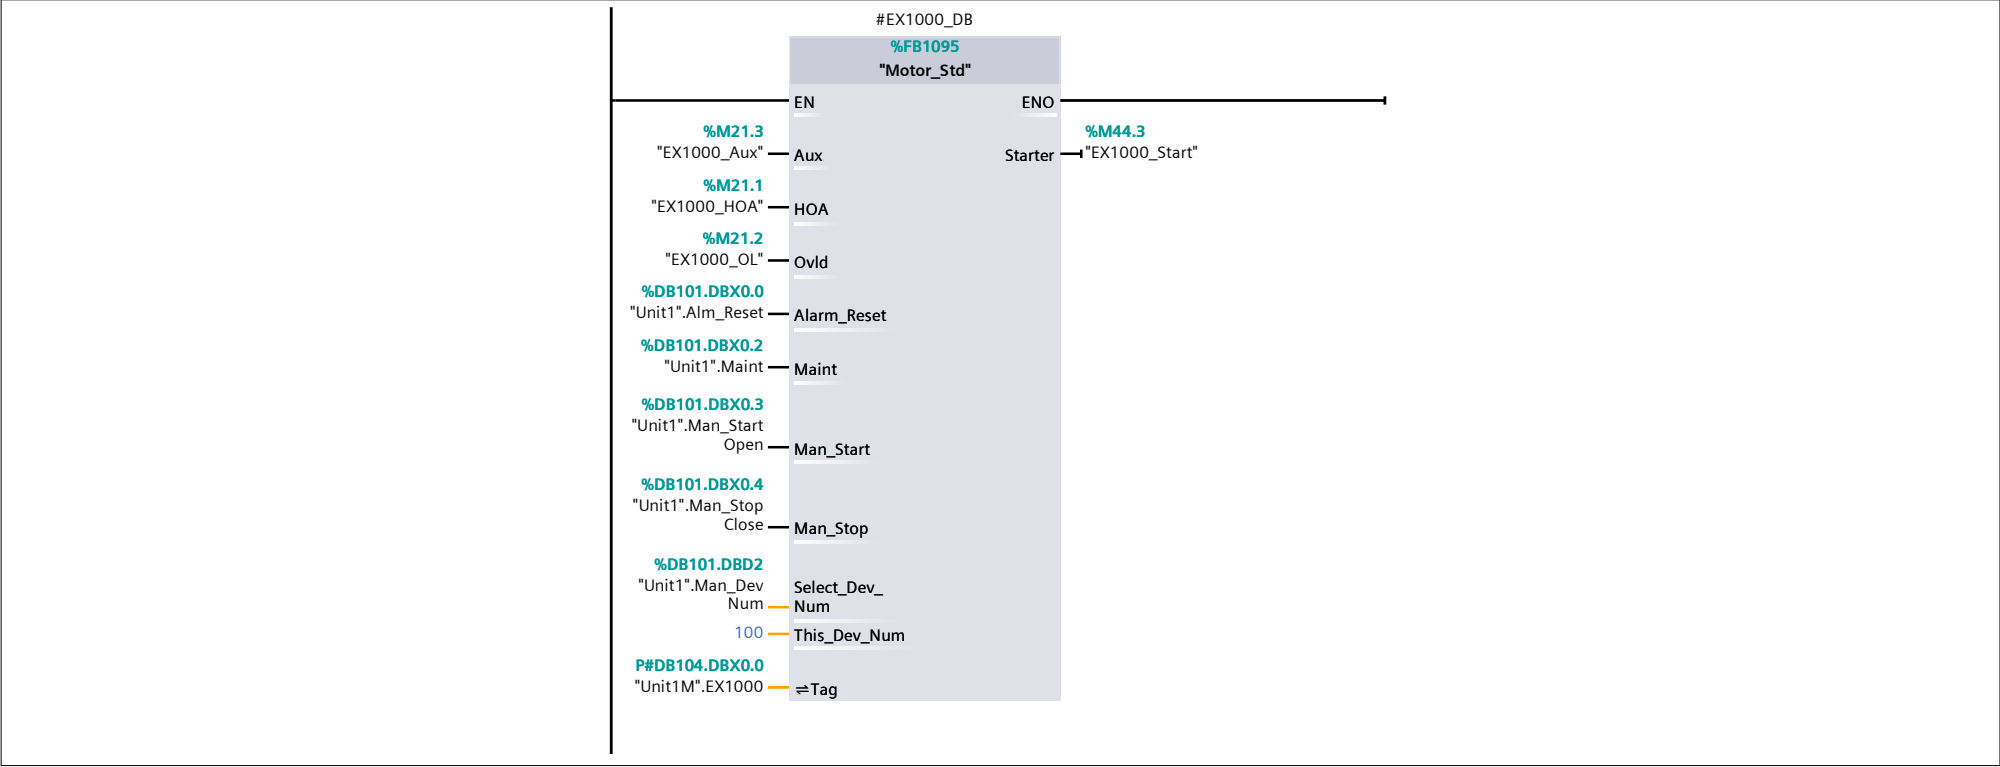 #EX1000_DB
%FB1095
"Motor_Std"
EN
ENO
%M21.3
"EX1000_Aux"
Aux
Starter
%M44.3
"EX1000_Start"
%M21.1
"EX1000_HOA"
HOA
%M21.2
"EX1000_OL"
Ovld
%DB101.DBX0.0
"Unit1".Alm_Reset
Alarm_Reset
%DB101.DBX0.2
"Unit1".Maint
Maint
%DB101.DBX0.3
"Unit1".Man_Start
Open
Man_Start
%DB101.DBX0.4
"Unit1".Man_Stop
Close
Man_Stop
%DB101.DBD2
"Unit1".Man_Dev
Num
Select_Dev_
Num
100
This_Dev_Num
P#DB104.DBX0.0
"Unit1M".EX1000
⇌Tag